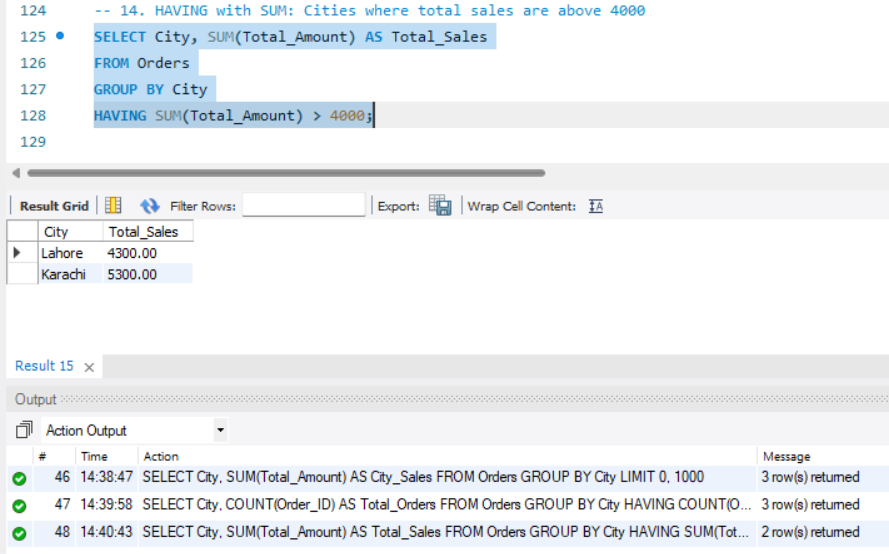 124 -- 14. HAVING with SUM: Cities where total sales are above 4000
125 SELECT City, SUM(Total_Amount) AS Total_Sales
126 FROM Orders
127 GROUP BY City
128 HAVING SUM(Total_Amount) > 4000;
129
Result Grid Filter Rows: Export: Wrap Cell Content: IA
City Total_Sales
Lahore 4300.00
Karachi 5300.00
Result 15 ×
Output
Action Output
# Time Action Message
46 14:38:47 SELECT City, SUM(Total_Amount) AS City_Sales FROM Orders GROUP BY City LIMIT 0, 1000 3 row(s) returned
47 14:39:58 SELECT City, COUNT(Order_ID) AS Total_Orders FROM Orders GROUP BY City HAVING COUNT(O... 3 row(s) returned
48 14:40:43 SELECT City, SUM(Total_Amount) AS Total_Sales FROM Orders GROUP BY City HAVING SUM(Tot... 2 row(s) returned